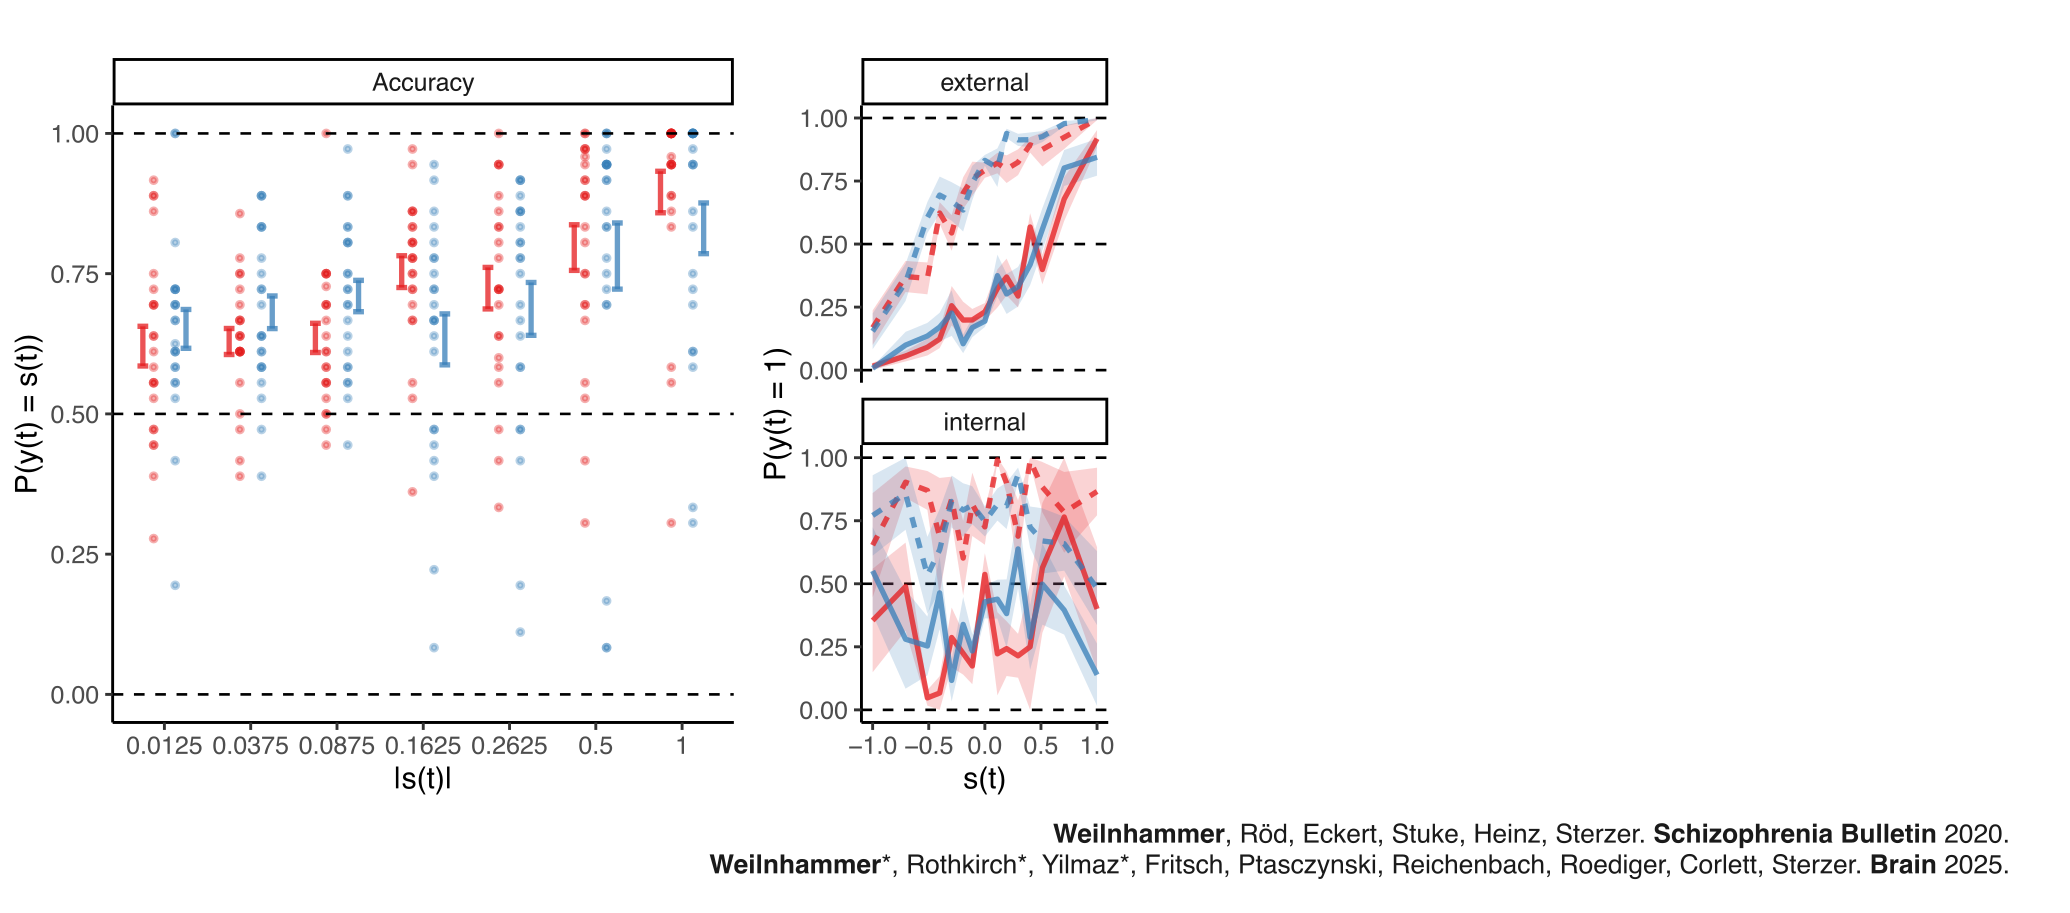 Accuracy
1.00
0.75
0.50
0.25
0.00
P(y(t) = s(t))
0.0125 0.0375 0.0875 0.1625 0.2625 0.5 1
|s(t)|
external
1.00
0.75
0.50
0.25
0.00
P(y(t) = 1)
internal
1.00
0.75
0.50
0.25
0.00
−1.0 −0.5 0.0 0.5 1.0
s(t)
Weilnhammer, Röd, Eckert, Stuke, Heinz, Sterzer. Schizophrenia Bulletin 2020.
Weilnhammer*, Rothkirch*, Yilmaz*, Fritsch, Ptasczynski, Reichenbach, Roediger, Corlett, Sterzer. Brain 2025.